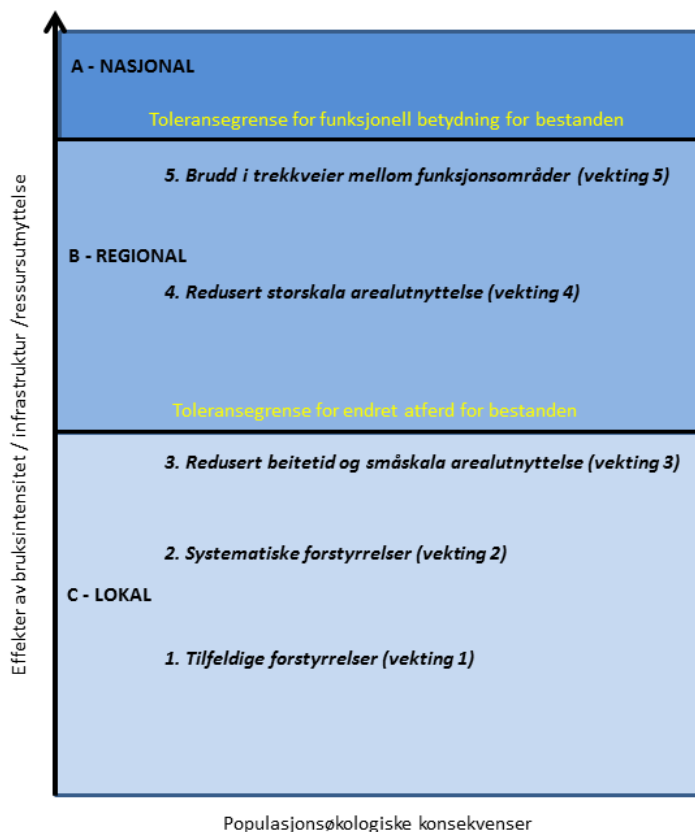 A - NASJONAL
Toleransegrense for funksjonell betydning for bestanden
5. Brudd i trekkveier mellom funksjonsområder (vekting 5)
B - REGIONAL
4. Redusert storskala arealutnyttelse (vekting 4)
Toleransegrense for endret atferd for bestanden
3. Redusert beitetid og småskala arealutnyttelse (vekting 3)
2. Systematiske forstyrrelser (vekting 2)
C - LOKAL
1. Tilfeldige forstyrrelser (vekting 1)
Effekter av bruksintensitet / infrastruktur /ressursutnyttelse
Populasjonsøkologiske konsekvenser